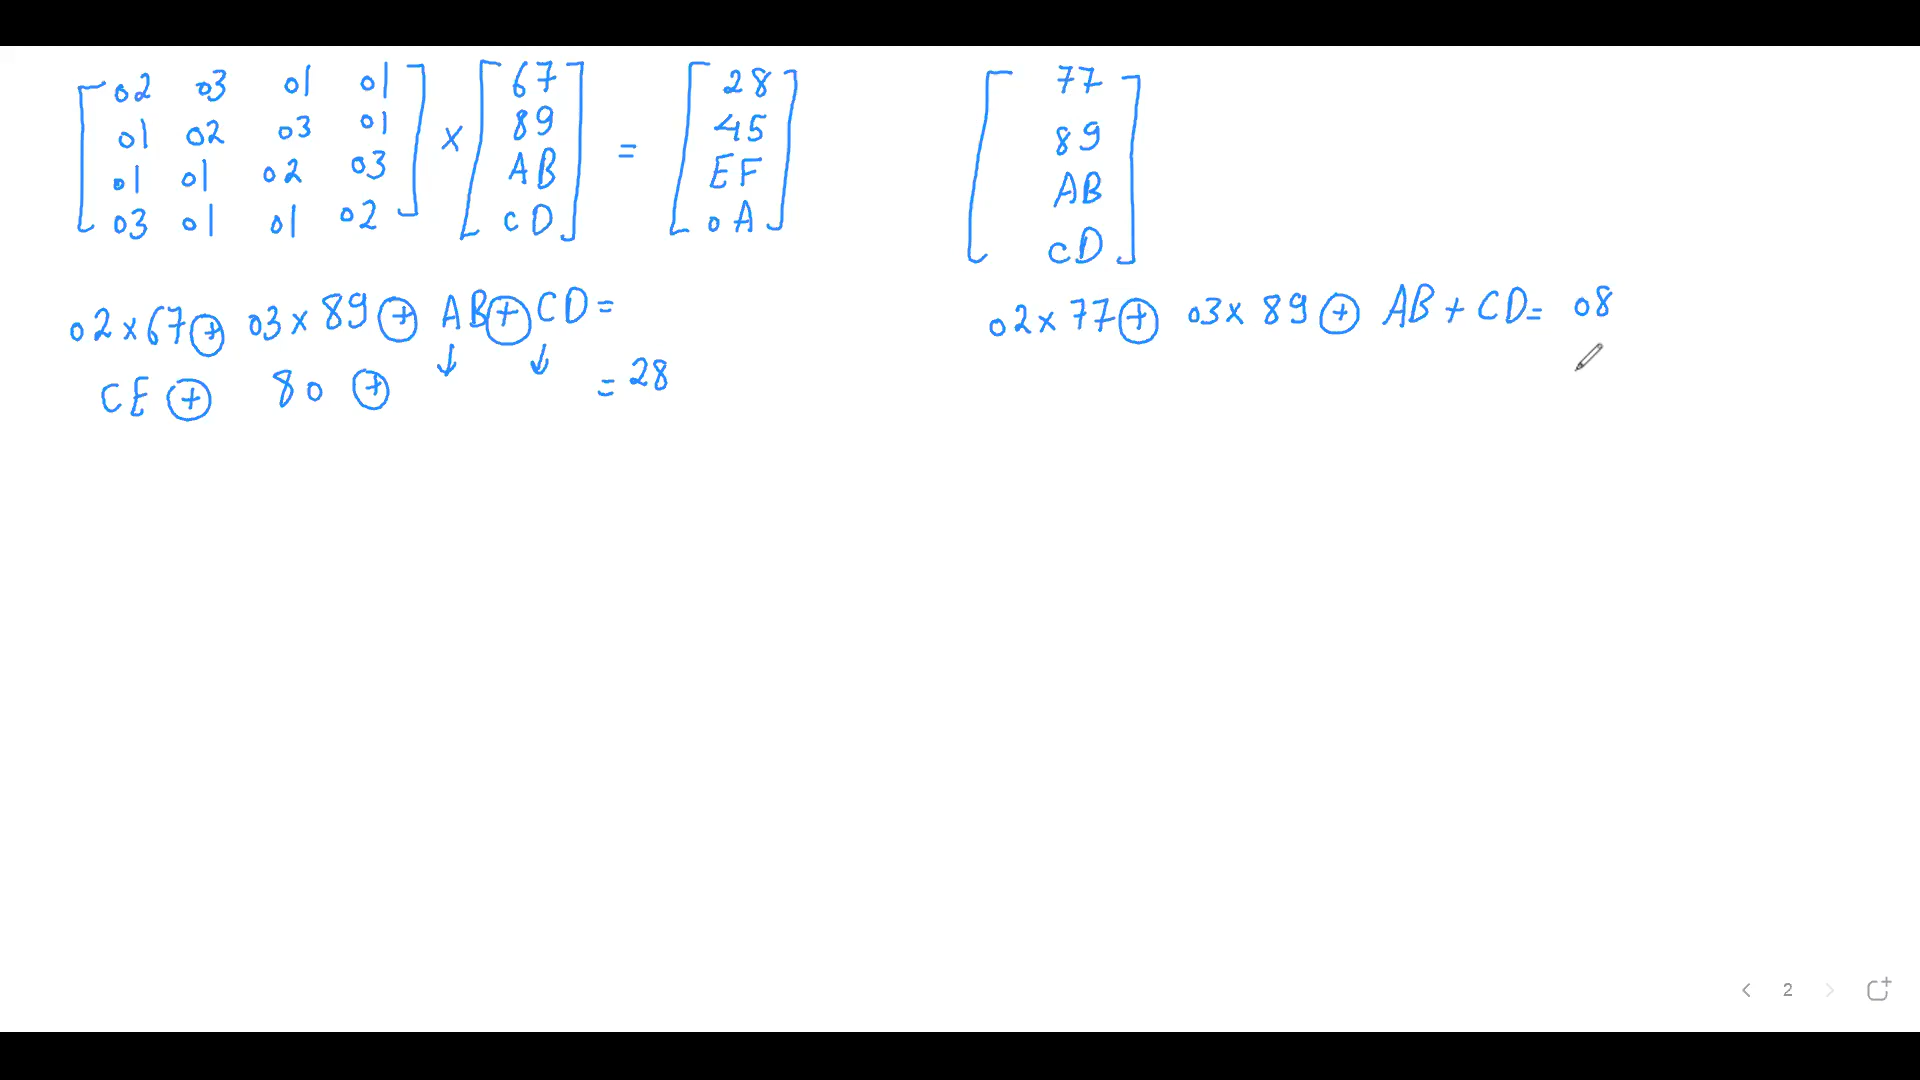 02 03 01 01 67 28 77
01 02 03 01 × 89 = 45 89
01 01 02 03 AB EF AB
03 01 01 02 CD 0A CD
02 × 67 ⊕ 03 × 89 ⊕ AB ⊕ CD =
CE ⊕ 80 ⊕ ↓ ↓ = 28
02 × 77 ⊕ 03 × 89 ⊕ AB + CD = 08
< 2 >